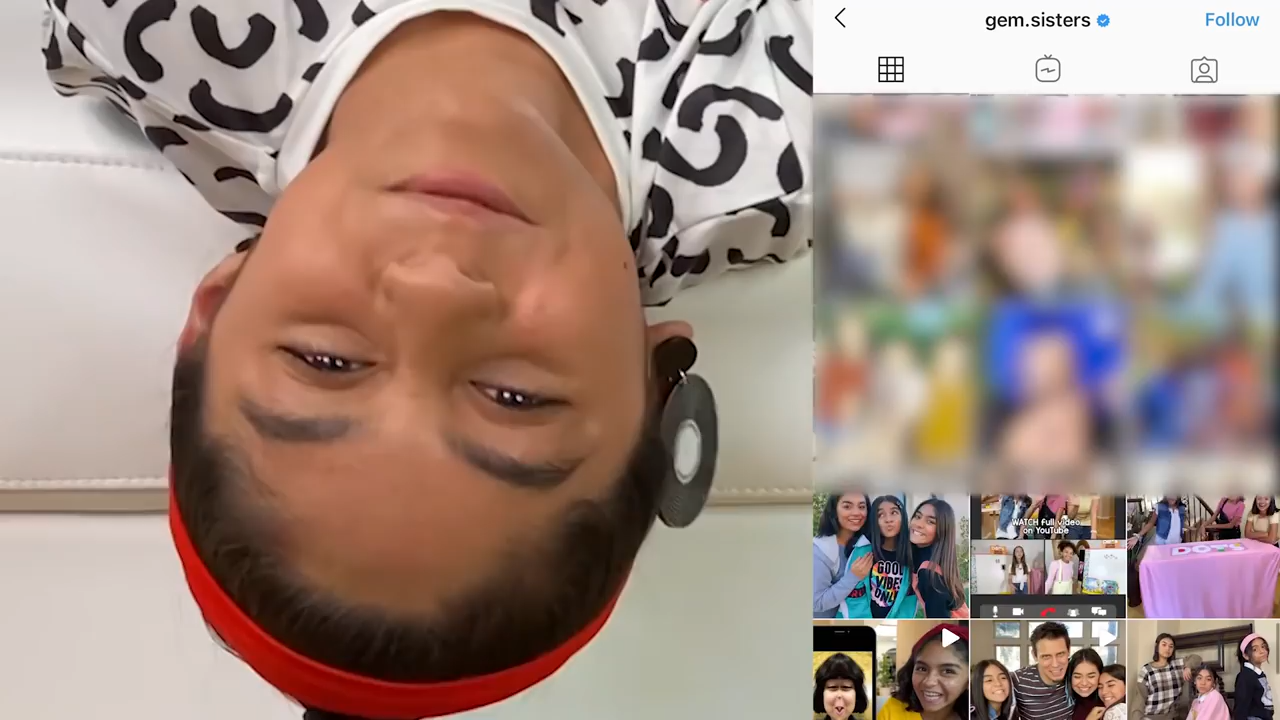 gem.sisters
Follow
WATCH Full video
on YouTube
GOOD
VIBES
ONLY
DOTS